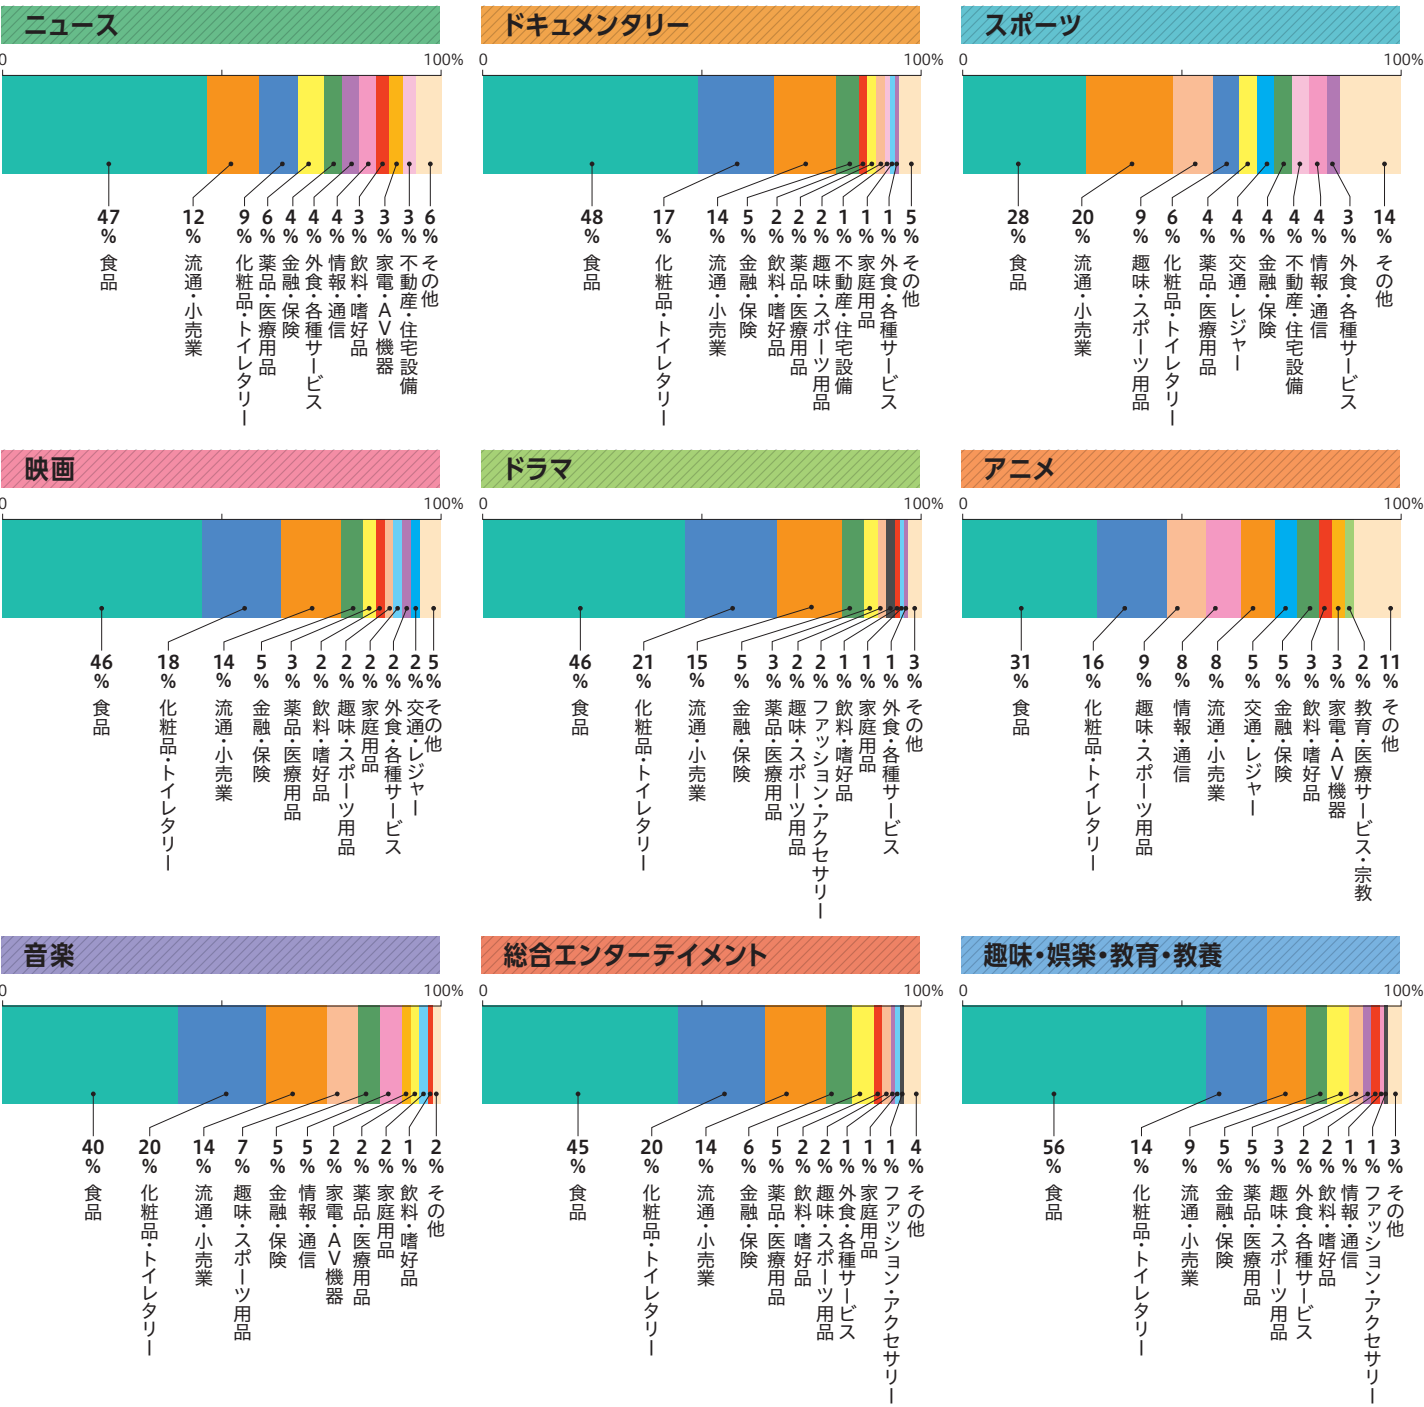 ニュース
0 100%
47% 食品
12% 流通・小売業
9% 化粧品・トイレタリー
6% 薬品・医療用品
4% 金融・保険
4% 外食・各種サービス
4% 情報・通信
3% 飲料・嗜好品
3% 家電・AV機器
3% 不動産・住宅設備
6% その他
ドキュメンタリー
0 100%
48% 食品
17% 化粧品・トイレタリー
14% 流通・小売業
5% 金融・保険
2% 飲料・嗜好品
2% 薬品・医療用品
2% 趣味・スポーツ用品
1% 不動産・住宅設備
1% 家庭用品
1% 外食・各種サービス
5% その他
スポーツ
0 100%
28% 食品
20% 流通・小売業
9% 趣味・スポーツ用品
6% 化粧品・トイレタリー
4% 薬品・医療用品
4% 交通・レジャー
4% 金融・保険
4% 不動産・住宅設備
4% 情報・通信
3% 外食・各種サービス
14% その他
映画
0 100%
46% 食品
18% 化粧品・トイレタリー
14% 流通・小売業
5% 金融・保険
3% 薬品・医療用品
2% 飲料・嗜好品
2% 趣味・スポーツ用品
2% 家庭用品
2% 外食・各種サービス
2% 交通・レジャー
5% その他
ドラマ
0 100%
46% 食品
21% 化粧品・トイレタリー
15% 流通・小売業
5% 金融・保険
3% 薬品・医療用品
2% 趣味・スポーツ用品
2% ファッション・アクセサリー
1% 飲料・嗜好品
1% 家庭用品
1% 外食・各種サービス
3% その他
アニメ
0 100%
31% 食品
16% 化粧品・トイレタリー
9% 趣味・スポーツ用品
8% 情報・通信
8% 流通・小売業
5% 交通・レジャー
5% 金融・保険
3% 飲料・嗜好品
3% 家電・AV機器
2% 教育・医療サービス・宗教
11% その他
音楽
0 100%
40% 食品
20% 化粧品・トイレタリー
14% 流通・小売業
7% 趣味・スポーツ用品
5% 金融・保険
5% 情報・通信
2% 家電・AV機器
2% 薬品・医療用品
2% 家庭用品
1% 飲料・嗜好品
2% その他
総合エンターテイメント
0 100%
45% 食品
20% 化粧品・トイレタリー
14% 流通・小売業
6% 金融・保険
5% 薬品・医療用品
2% 飲料・嗜好品
2% 趣味・スポーツ用品
1% 外食・各種サービス
1% 家庭用品
1% ファッション・アクセサリー
4% その他
趣味・娯楽・教育・教養
0 100%
56% 食品
14% 化粧品・トイレタリー
9% 流通・小売業
5% 金融・保険
5% 薬品・医療用品
3% 趣味・スポーツ用品
2% 外食・各種サービス
2% 飲料・嗜好品
1% 情報・通信
1% ファッション・アクセサリー
3% その他